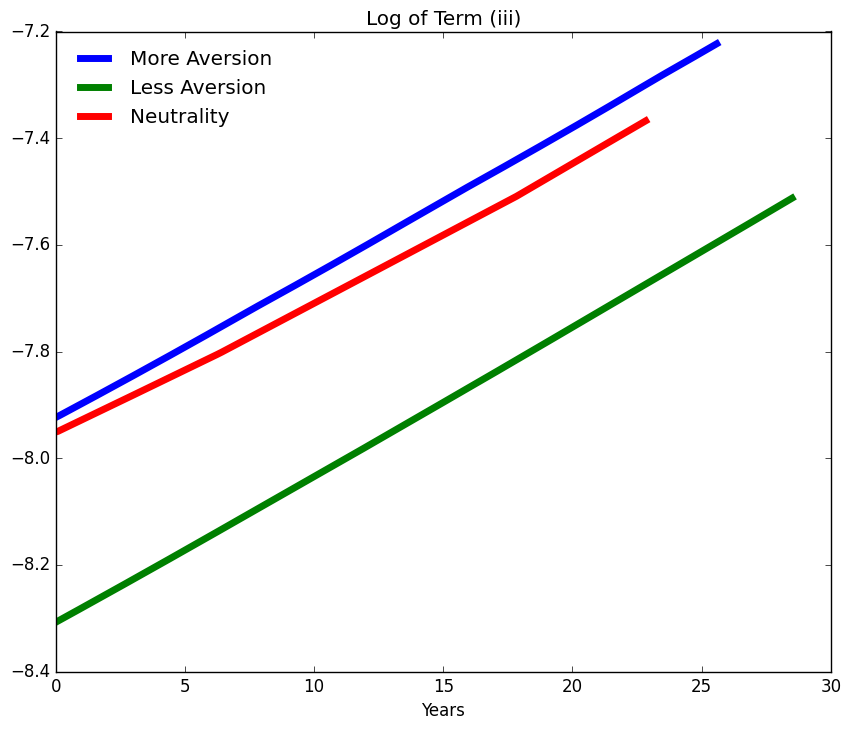 Log of Term (iii)
−7.2
More Aversion
Less Aversion
Neutrality
−7.4
−7.6
−7.8
−8.0
−8.2
−8.4
0 5 10 15 20 25 30
Years